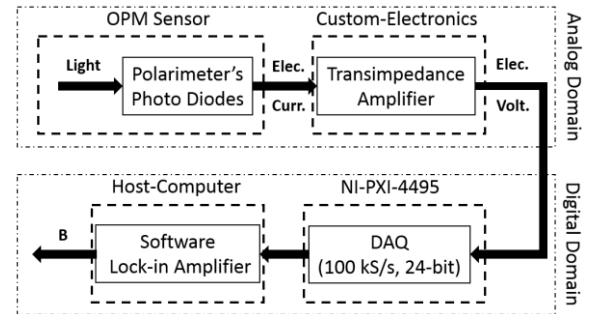 OPM Sensor
Custom-Electronics
Light
Polarimeter's
Photo Diodes
Elec.
Curr.
Transimpedance
Amplifier
Elec.
Volt.
Analog Domain
Host-Computer
NI-PXI-4495
B
Software
Lock-in Amplifier
DAQ
(100 kS/s, 24-bit)
Digital Domain